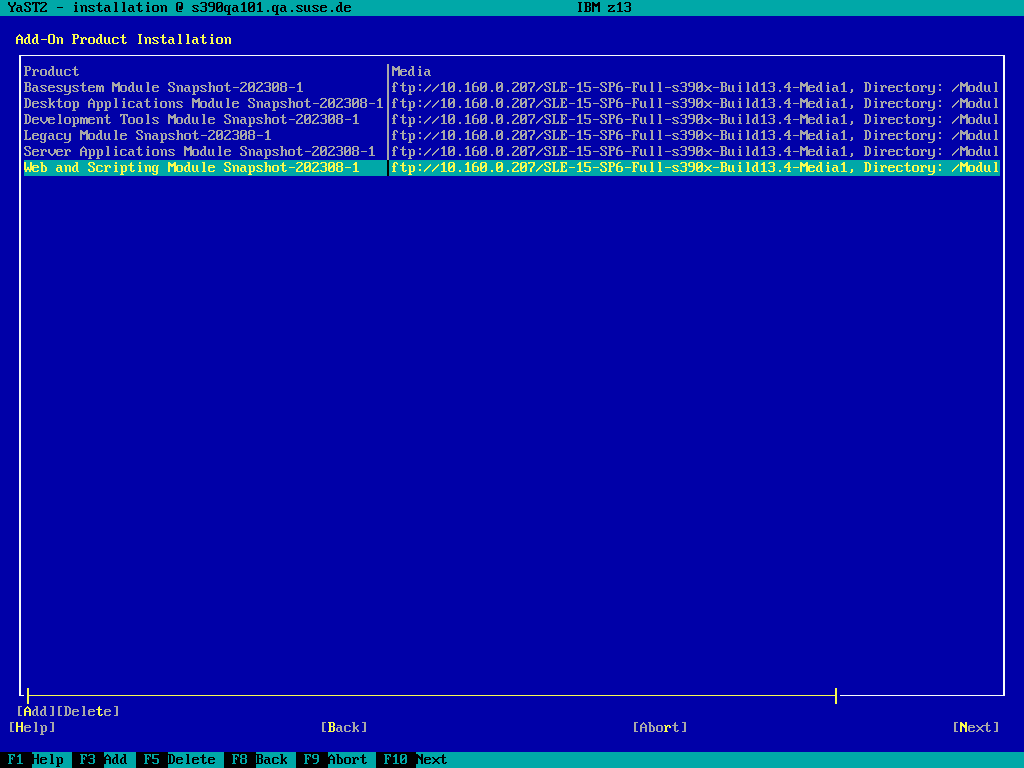 YaST2 - installation @ s390qa101.qa.suse.de IBM z13
Add-On Product Installation
Product |Media
Basesystem Module Snapshot-202308-1 |ftp://10.160.0.207/SLE-15-SP6-Full-s390x-Build13.4-Media1, Directory: /Modul
Desktop Applications Module Snapshot-202308-1|ftp://10.160.0.207/SLE-15-SP6-Full-s390x-Build13.4-Media1, Directory: /Modul
Development Tools Module Snapshot-202308-1 |ftp://10.160.0.207/SLE-15-SP6-Full-s390x-Build13.4-Media1, Directory: /Modul
Legacy Module Snapshot-202308-1 |ftp://10.160.0.207/SLE-15-SP6-Full-s390x-Build13.4-Media1, Directory: /Modul
Server Applications Module Snapshot-202308-1 |ftp://10.160.0.207/SLE-15-SP6-Full-s390x-Build13.4-Media1, Directory: /Modul
Web and Scripting Module Snapshot-202308-1 |ftp://10.160.0.207/SLE-15-SP6-Full-s390x-Build13.4-Media1, Directory: /Modul
[Add][Delete]
[Help] [Back] [Abort] [Next]
F1 Help F3 Add F5 Delete F8 Back F9 Abort F10 Next